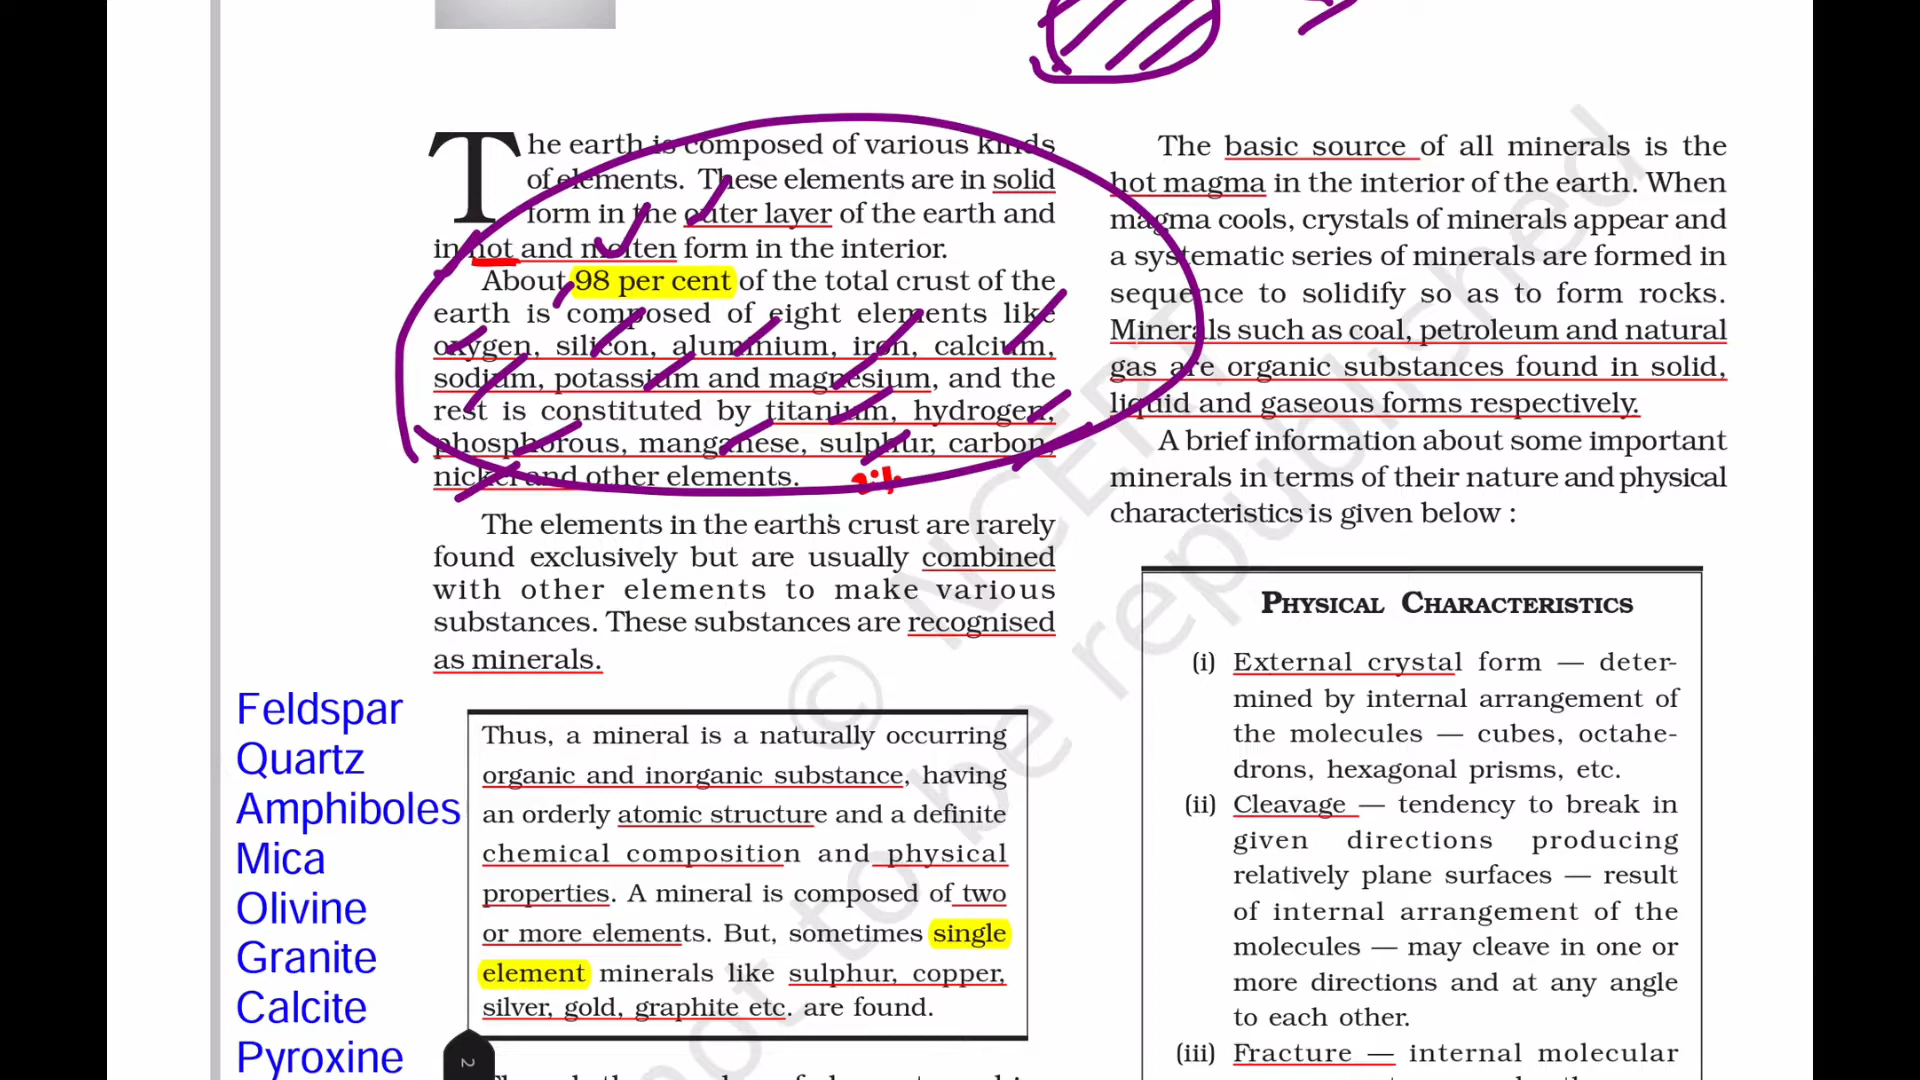 The earth is composed of various kinds
of elements. These elements are in solid
form in the outer layer of the earth and
in hot and molten form in the interior.
About 98 per cent of the total crust of the
earth is composed of eight elements like
oxygen, silicon, aluminium, iron, calcium,
sodium, potassium and magnesium, and the
rest is constituted by titanium, hydrogen,
phosphorous, manganese, sulphur, carbon,
nickel and other elements.
The elements in the earth's crust are rarely
found exclusively but are usually combined
with other elements to make various
substances. These substances are recognised
as minerals.
Feldspar
Quartz
Amphiboles
Mica
Olivine
Granite
Calcite
Pyroxine
Thus, a mineral is a naturally occurring
organic and inorganic substance, having
an orderly atomic structure and a definite
chemical composition and physical
properties. A mineral is composed of two
or more elements. But, sometimes single
element minerals like sulphur, copper,
silver, gold, graphite etc. are found.
2
The basic source of all minerals is the
hot magma in the interior of the earth. When
magma cools, crystals of minerals appear and
a systematic series of minerals are formed in
sequence to solidify so as to form rocks.
Minerals such as coal, petroleum and natural
gas are organic substances found in solid,
liquid and gaseous forms respectively.
A brief information about some important
minerals in terms of their nature and physical
characteristics is given below :
PHYSICAL CHARACTERISTICS
(i) External crystal form — deter-
mined by internal arrangement of
the molecules — cubes, octahe-
drons, hexagonal prisms, etc.
(ii) Cleavage — tendency to break in
given directions producing
relatively plane surfaces — result
of internal arrangement of the
molecules — may cleave in one or
more directions and at any angle
to each other.
(iii) Fracture — internal molecular
© NCERT
not to be republished